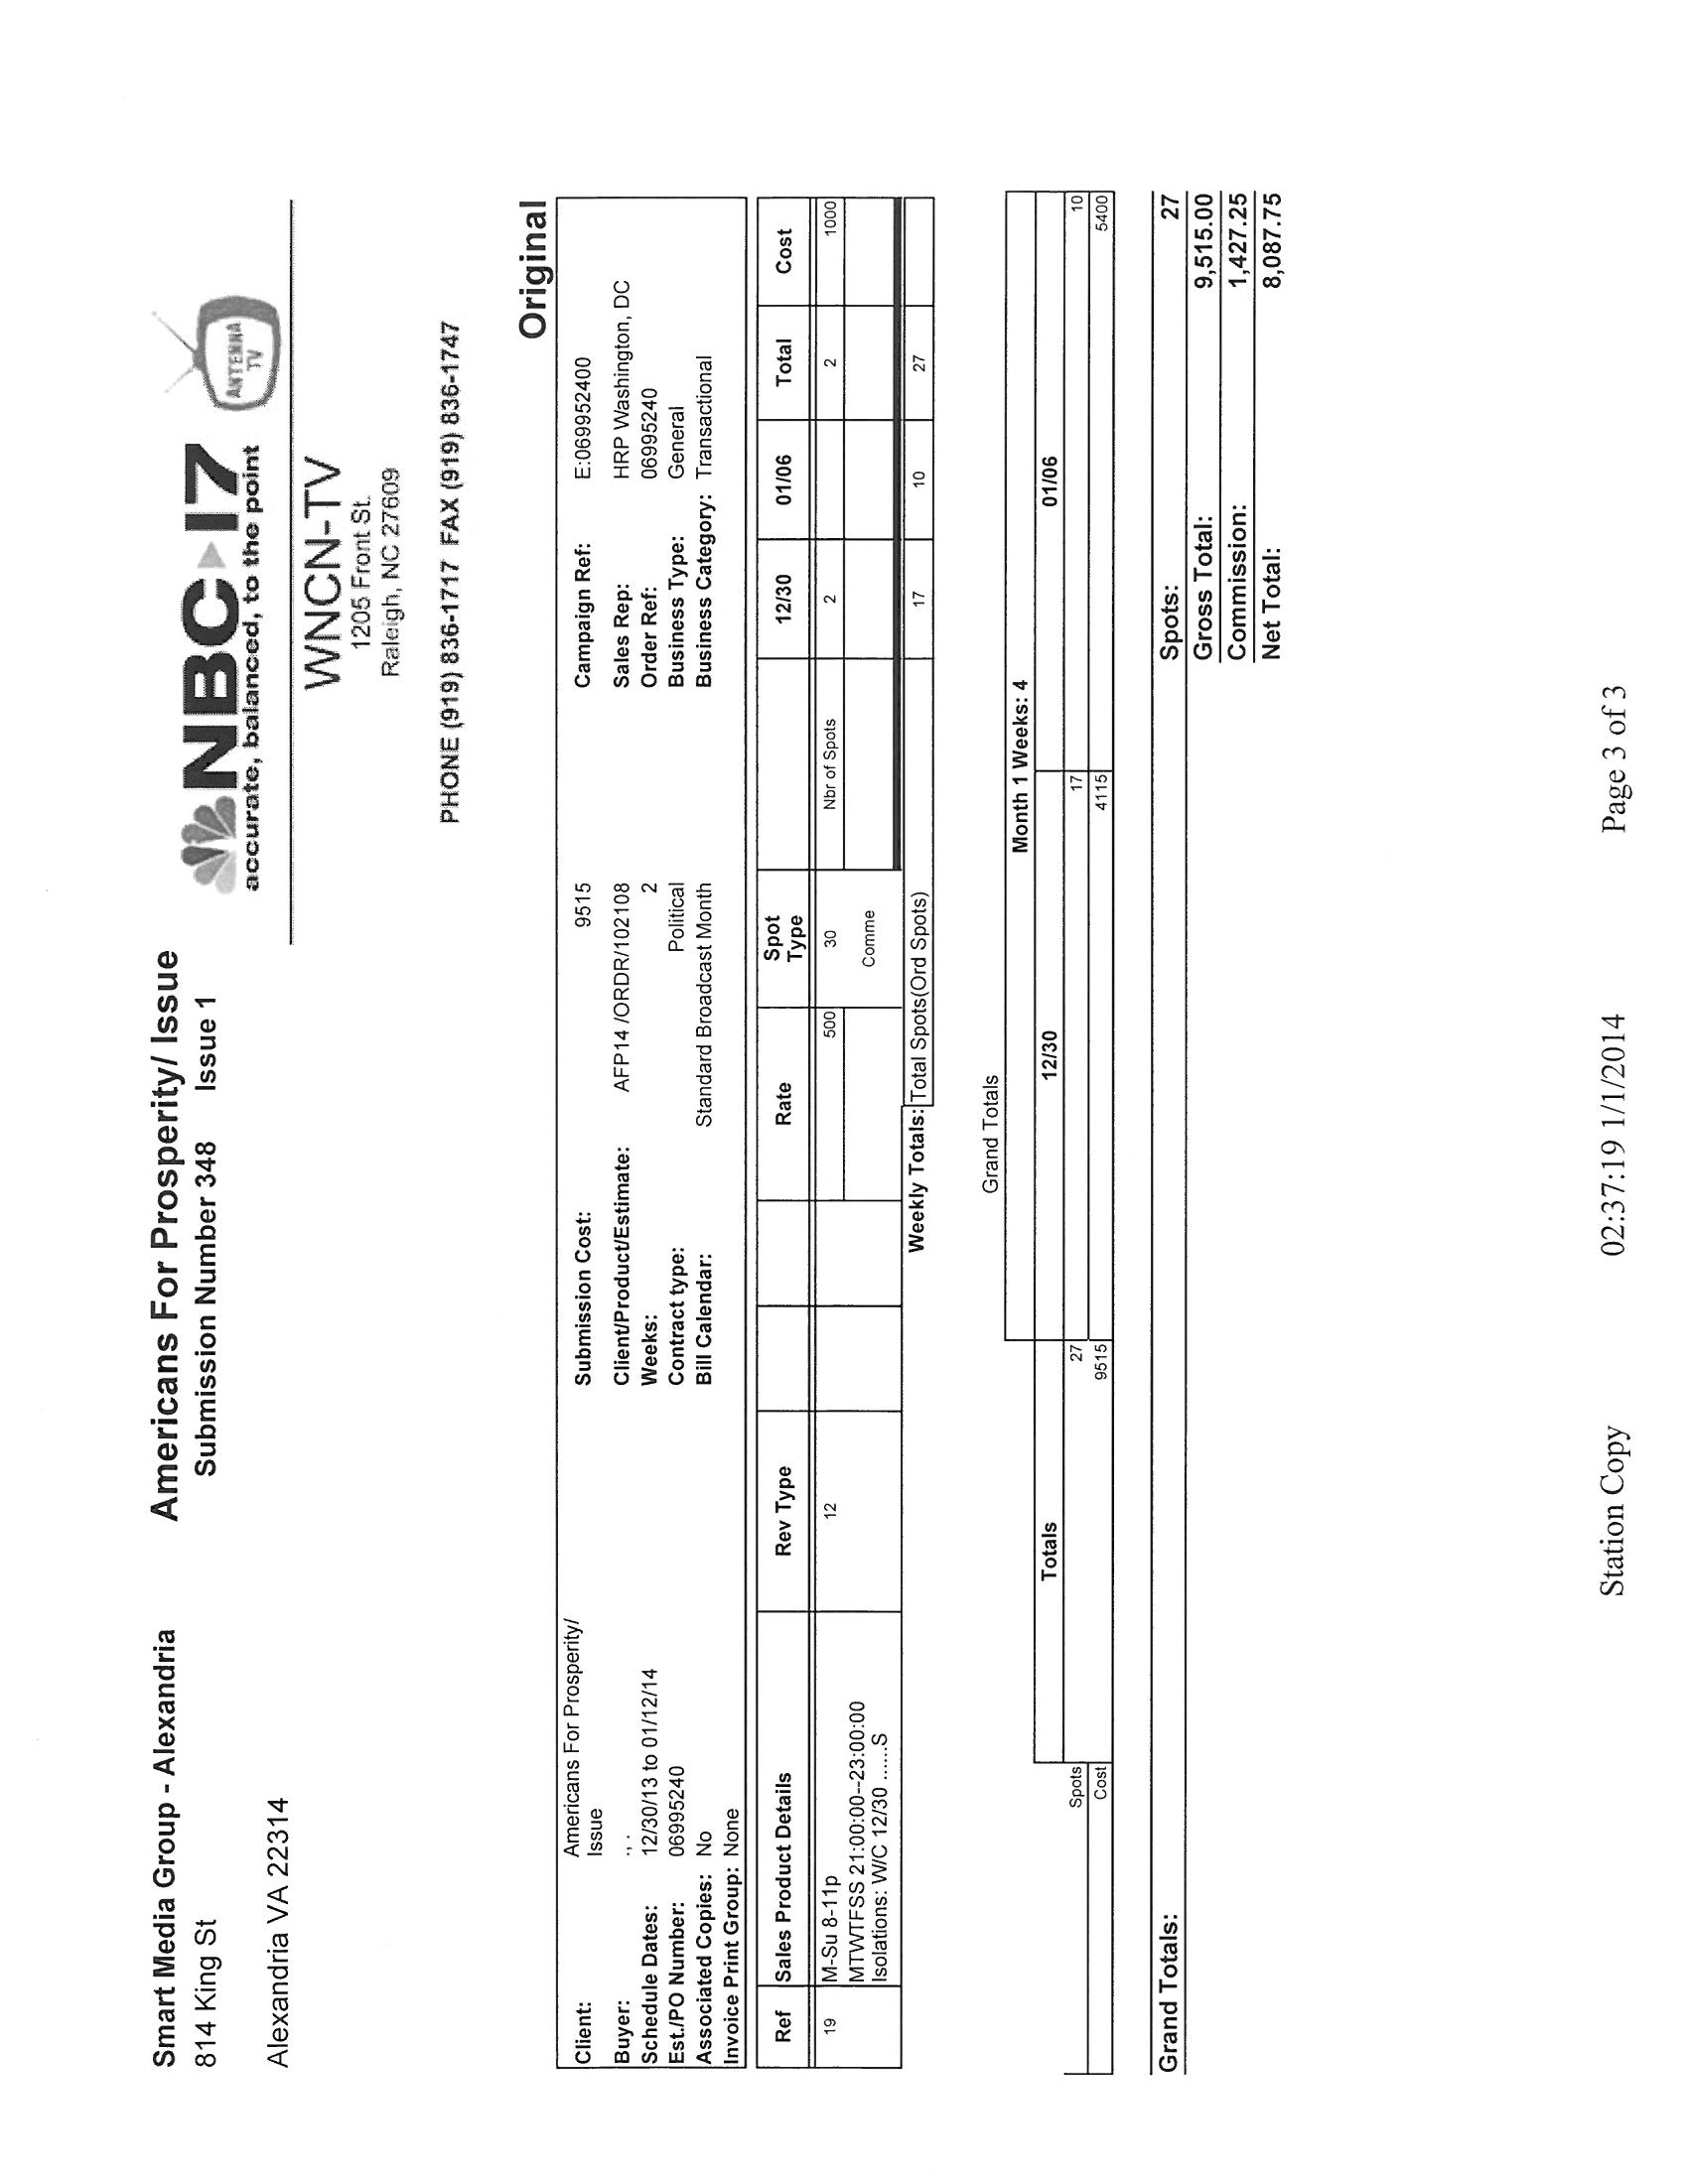 Smart Media Group - Alexandria
814 King St
Alexandria VA 22314
Americans For Prosperity/ Issue
Submission Number 348 Issue 1
NBC 17
accurate, balanced, to the point
ANTENNA
TV
WNCN-TV
1205 Front St.
Raleigh, NC 27609
PHONE (919) 836-1717 FAX (919) 836-1747
Original
Client: Americans For Prosperity/ Submission Cost: 9515 Campaign Ref: E:069952400
Issue
Buyer: ., . Client/Product/Estimate: AFP14 /ORDR/102108 Sales Rep: HRP Washington, DC
Schedule Dates: 12/30/13 to 01/12/14 Weeks: 2 Order Ref: 06995240
Est./PO Number: 06995240 Contract type: Political Business Type: General
Associated Copies: No Bill Calendar: Standard Broadcast Month Business Category: Transactional
Invoice Print Group: None
Ref Sales Product Details Rev Type Rate Spot Type 12/30 01/06 Total Cost
19 M-Su 8-11p 12 500 30 Nbr of Spots 2 2 1000
MTWTFSS 21:00:00--23:00:00
Isolations: W/C 12/30 ......S Comme
Weekly Totals: Total Spots(Ord Spots) 17 10 27
Grand Totals
Month 1 Weeks: 4
Totals 12/30 01/06
Spots 27 17 10
Cost 9515 4115 5400
Grand Totals: Spots: 27
Gross Total: 9,515.00
Commission: 1,427.25
Net Total: 8,087.75
Station Copy 02:37:19 1/1/2014 Page 3 of 3